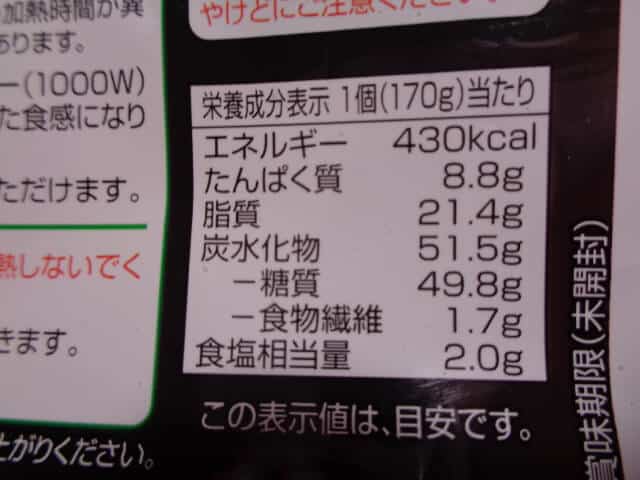 加熱時間が異
あります。
ー(1000W)
た食感になり
ただけます。
熱しないでく
きます。
上がりください。
やけどにご注意ください。
栄養成分表示 1個(170g)当たり
エネルギー 430kcal
たんぱく質 8.8g
脂質 21.4g
炭水化物 51.5g
－糖質 49.8g
－食物繊維 1.7g
食塩相当量 2.0g
この表示値は、目安です。
賞味期限(未開封)